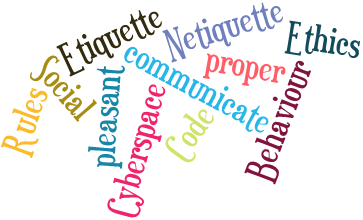 Etiquette
Netiquette
Ethics
Social
communicate
proper
Rules
pleasant
Cyberspace
Code
Behaviour